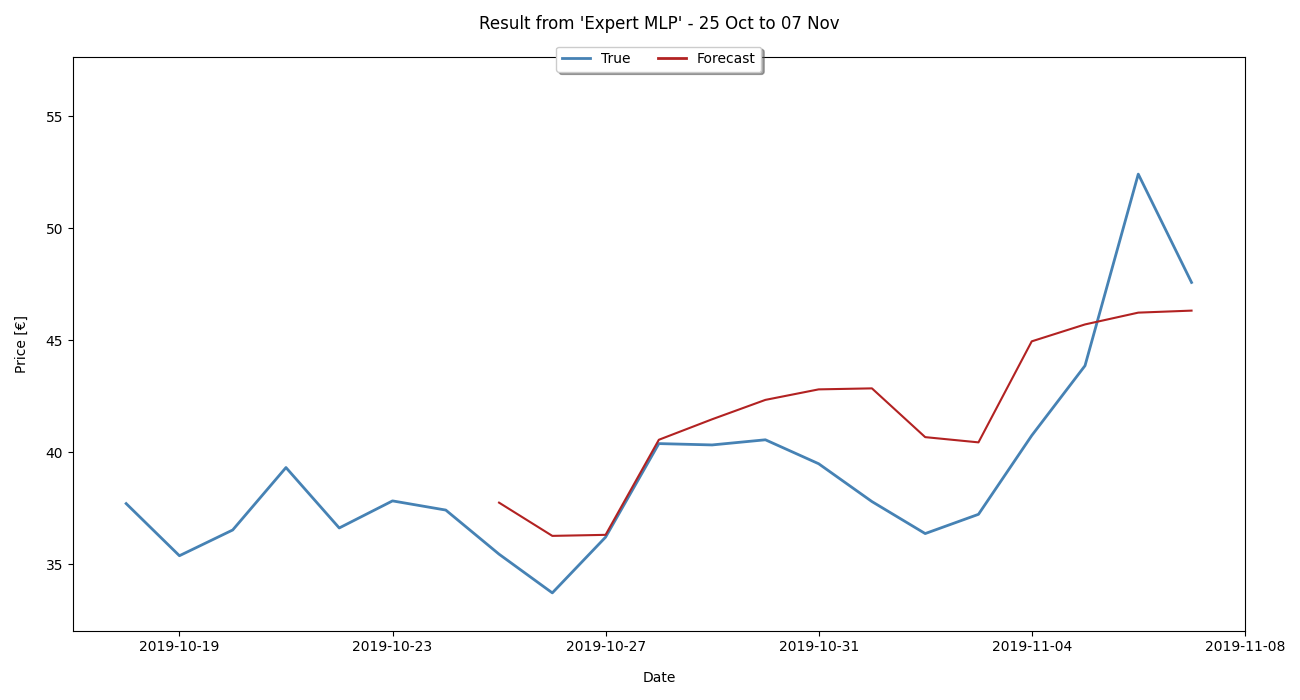 Result from 'Expert MLP' - 25 Oct to 07 Nov
True Forecast
55
50
45
40
35
Price [€]
2019-10-19 2019-10-23 2019-10-27 2019-10-31 2019-11-04 2019-11-08
Date